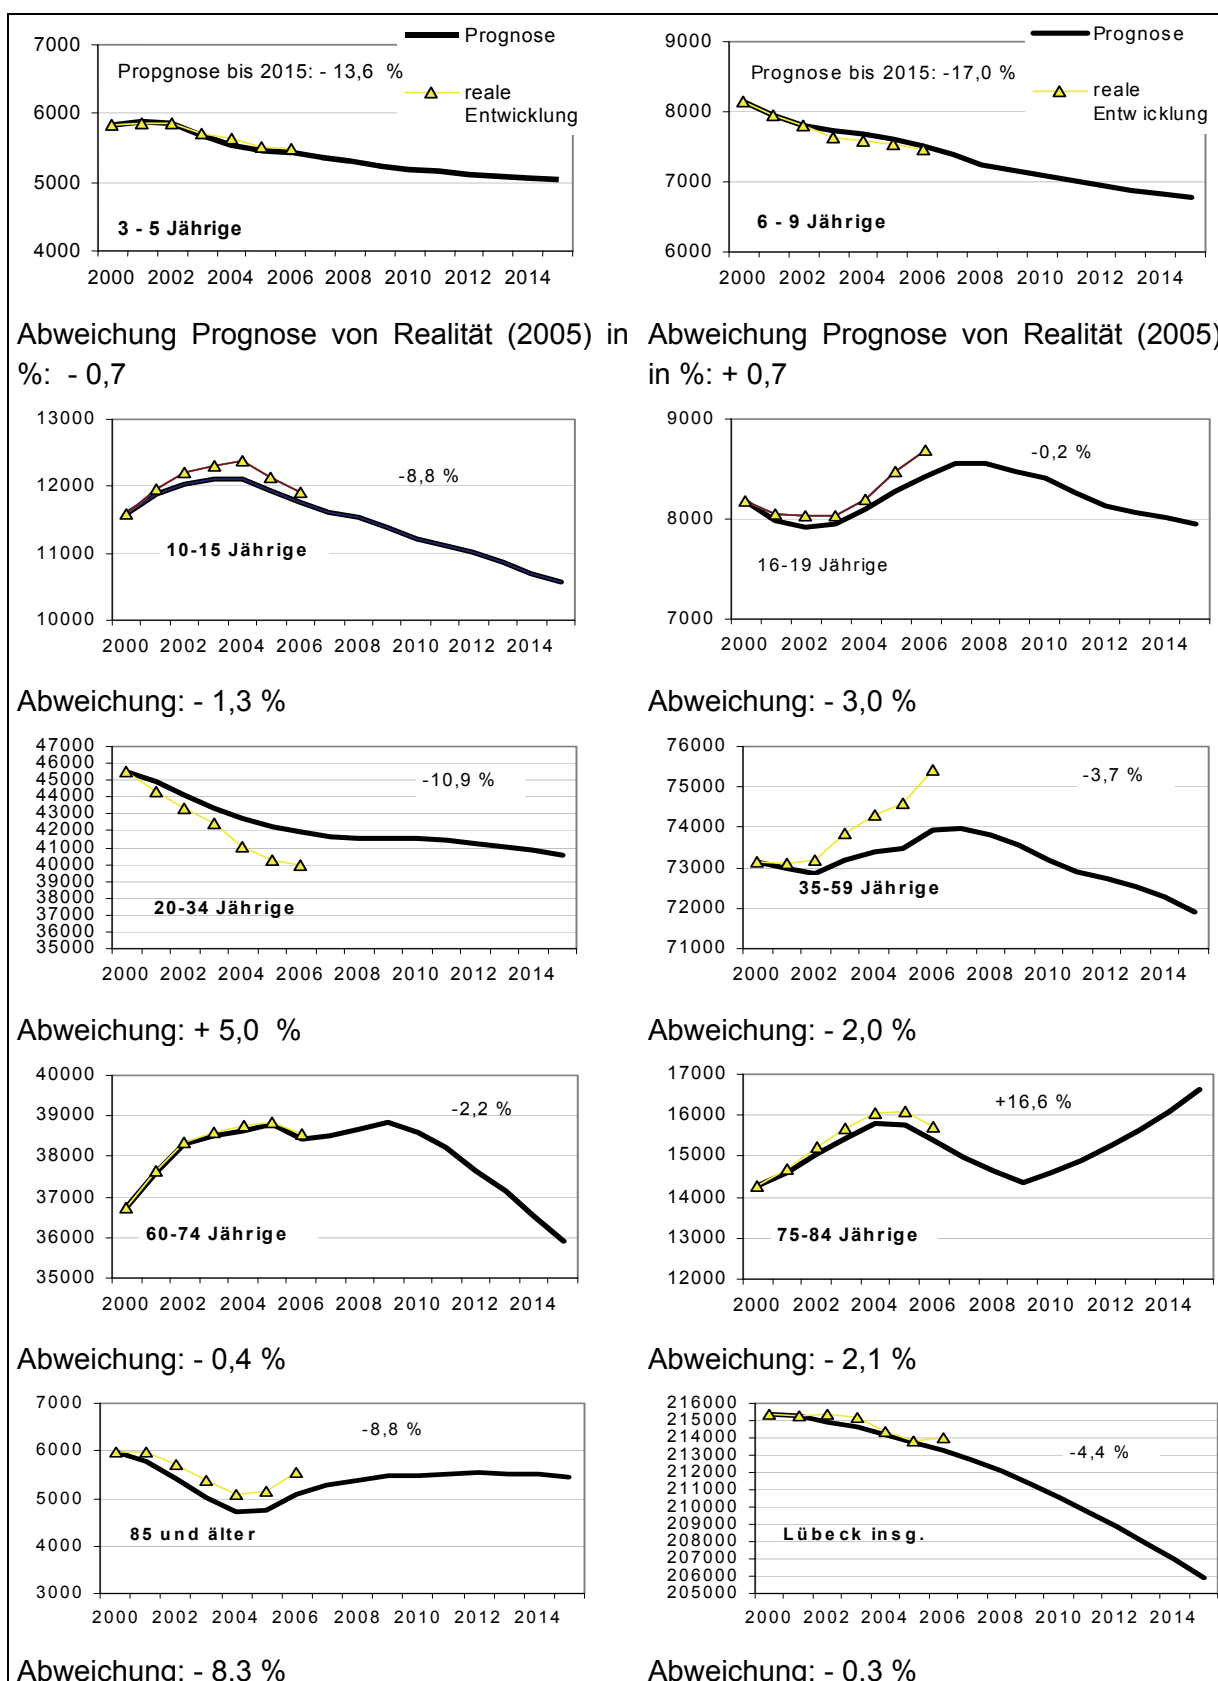 7000
6000
5000
4000
Prognose
Propgnose bis 2015: - 13,6 %
reale
Entwicklung
3 - 5 Jährige
2000 2002 2004 2006 2008 2010 2012 2014
9000
8000
7000
6000
Prognose
Prognose bis 2015: -17,0 %
reale
Entwicklung
6 - 9 Jährige
2000 2002 2004 2006 2008 2010 2012 2014
Abweichung Prognose von Realität (2005) in
%: - 0,7
Abweichung Prognose von Realität (2005)
in %: + 0,7
13000
12000
11000
10000
-8,8 %
10-15 Jährige
2000 2002 2004 2006 2008 2010 2012 2014
9000
8000
7000
-0,2 %
16-19 Jährige
2000 2002 2004 2006 2008 2010 2012 2014
Abweichung: - 1,3 %
Abweichung: - 3,0 %
47000
46000
45000
44000
43000
42000
41000
40000
39000
38000
37000
36000
35000
-10,9 %
20-34 Jährige
2000 2002 2004 2006 2008 2010 2012 2014
76000
75000
74000
73000
72000
71000
-3,7 %
35-59 Jährige
2000 2002 2004 2006 2008 2010 2012 2014
Abweichung: + 5,0 %
Abweichung: - 2,0 %
40000
39000
38000
37000
36000
35000
-2,2 %
60-74 Jährige
2000 2002 2004 2006 2008 2010 2012 2014
17000
16000
15000
14000
13000
12000
+16,6 %
75-84 Jährige
2000 2002 2004 2006 2008 2010 2012 2014
Abweichung: - 0,4 %
Abweichung: - 2,1 %
7000
6000
5000
4000
3000
-8,8 %
85 und älter
2000 2002 2004 2006 2008 2010 2012 2014
216000
215000
214000
213000
212000
211000
210000
209000
208000
207000
206000
205000
-4,4 %
Lübeck insg.
2000 2002 2004 2006 2008 2010 2012 2014
Abweichung: - 8,3 %
Abweichung: - 0,3 %